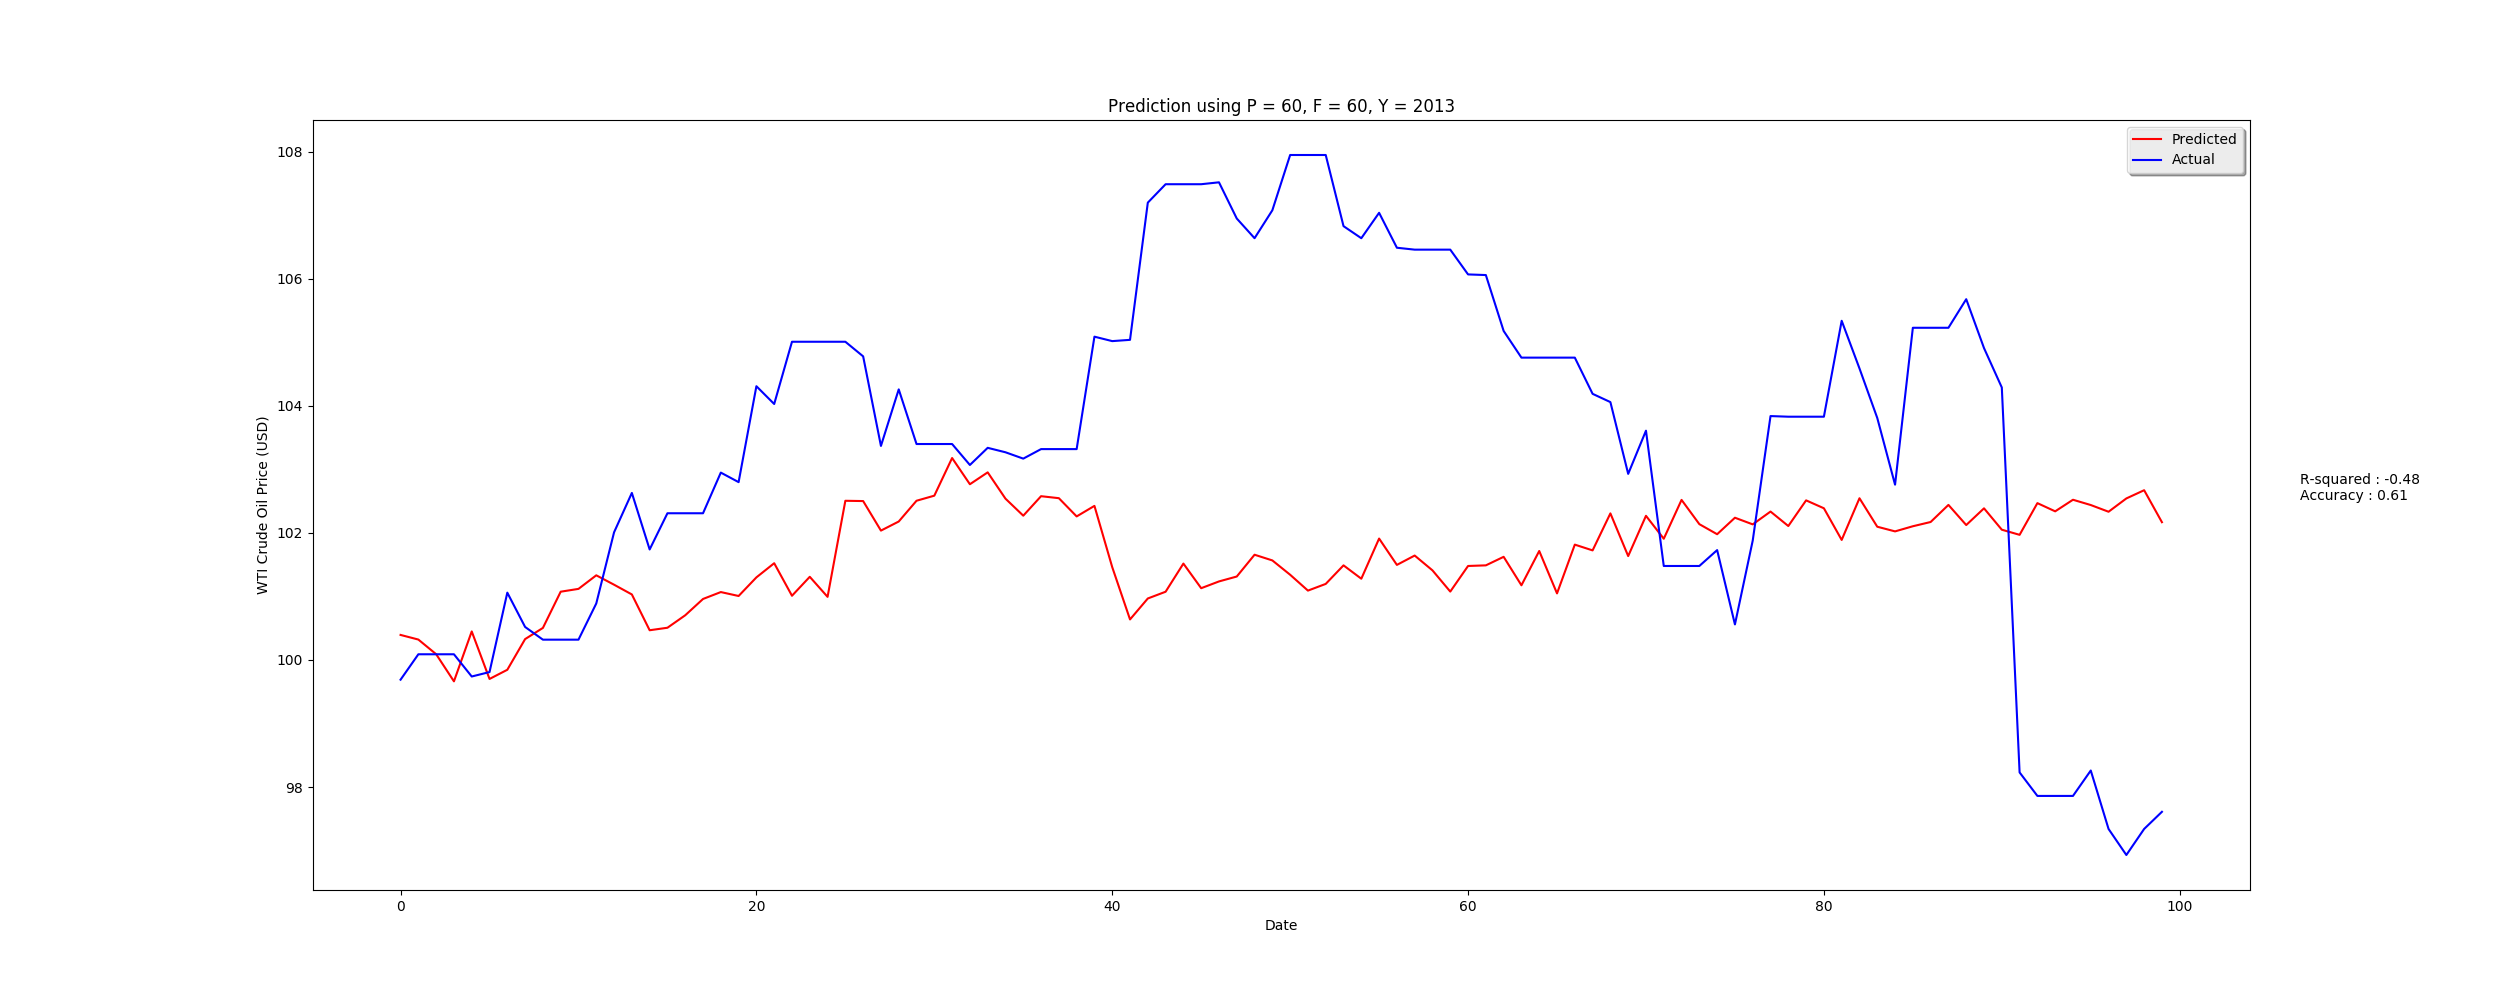 Prediction using P = 60, F = 60, Y = 2013
Predicted
Actual
108
106
104
102
100
98
WTI Crude Oil Price (USD)
R-squared : -0.48
Accuracy : 0.61
0 20 40 60 80 100
Date